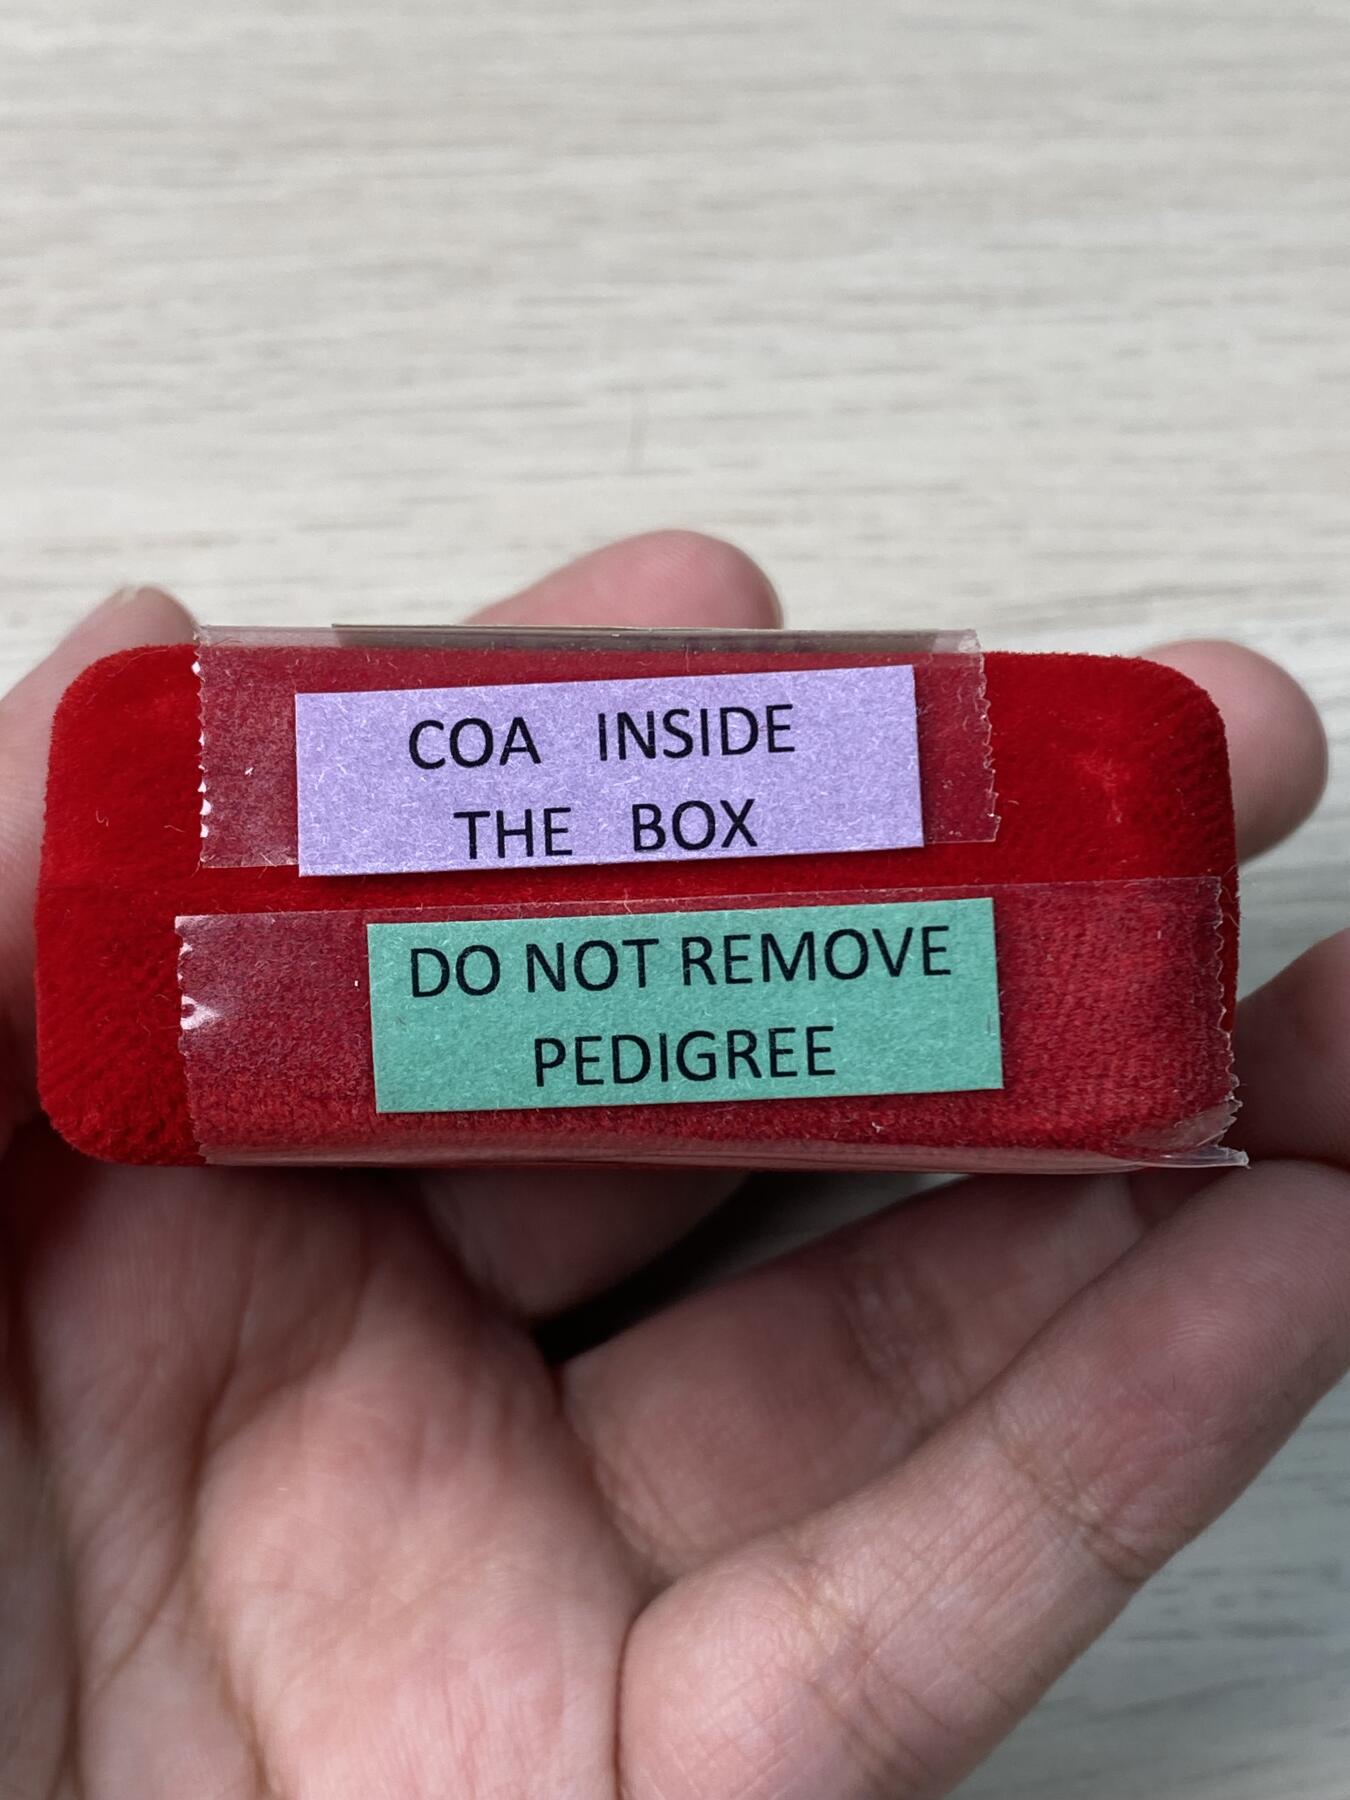 COA INSIDE
THE BOX
DO NOT REMOVE
PEDIGREE